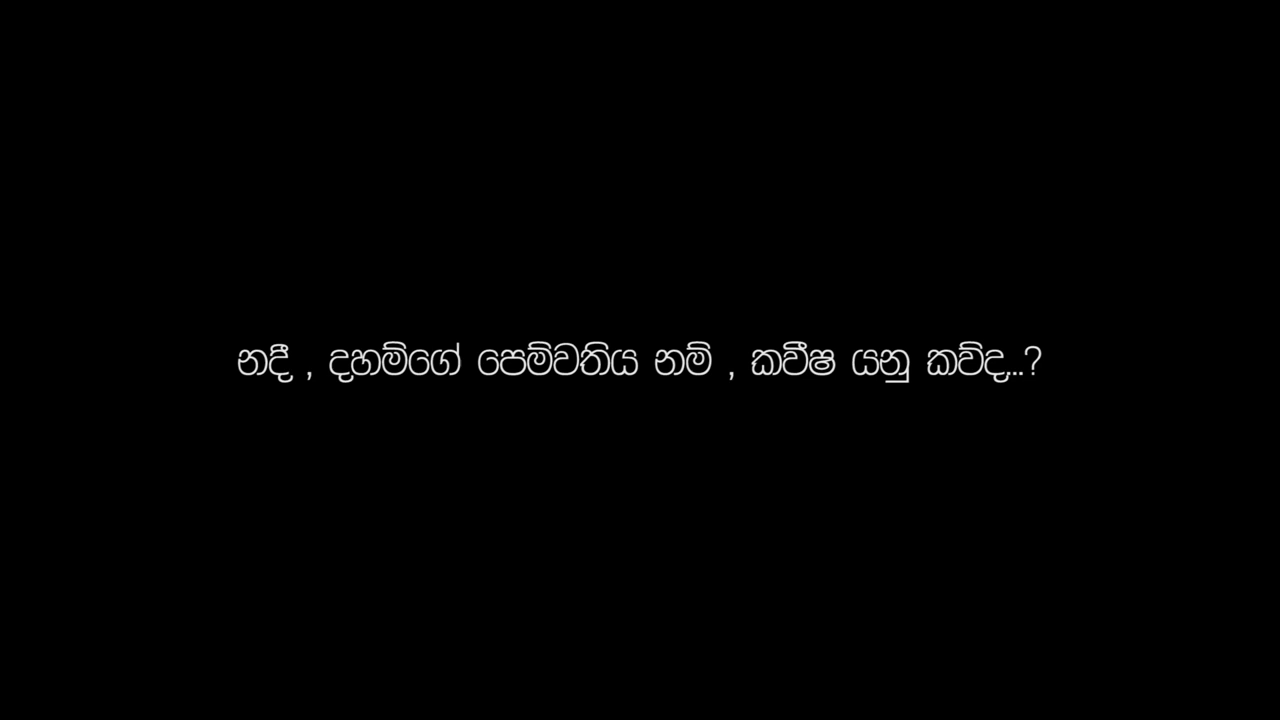 නදී , දහම්ගේ පෙම්වතිය නම් , කවීෂ යනු කව්ද...?